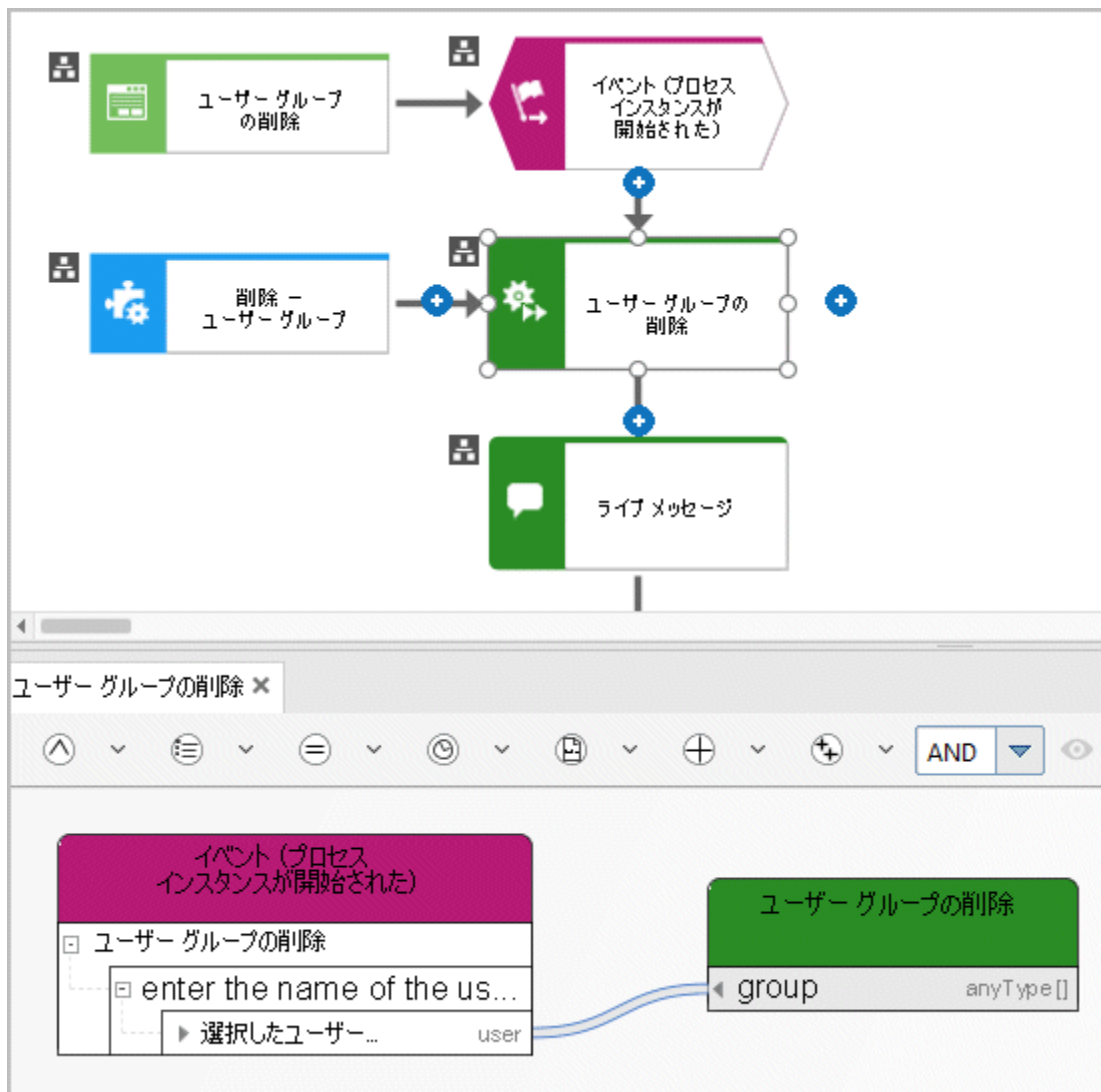 ユーザー グループ
の削除
イベント (プロセス
インスタンスが
開始された)
削除 –
ユーザー グループ
ユーザー グループの
削除
ライブ メッセージ
ユーザー グループの削除
AND
イベント (プロセス
インスタンスが開始された)
ユーザー グループの削除
enter the name of the us...
選択したユーザー... user
ユーザー グループの削除
group anyType[]